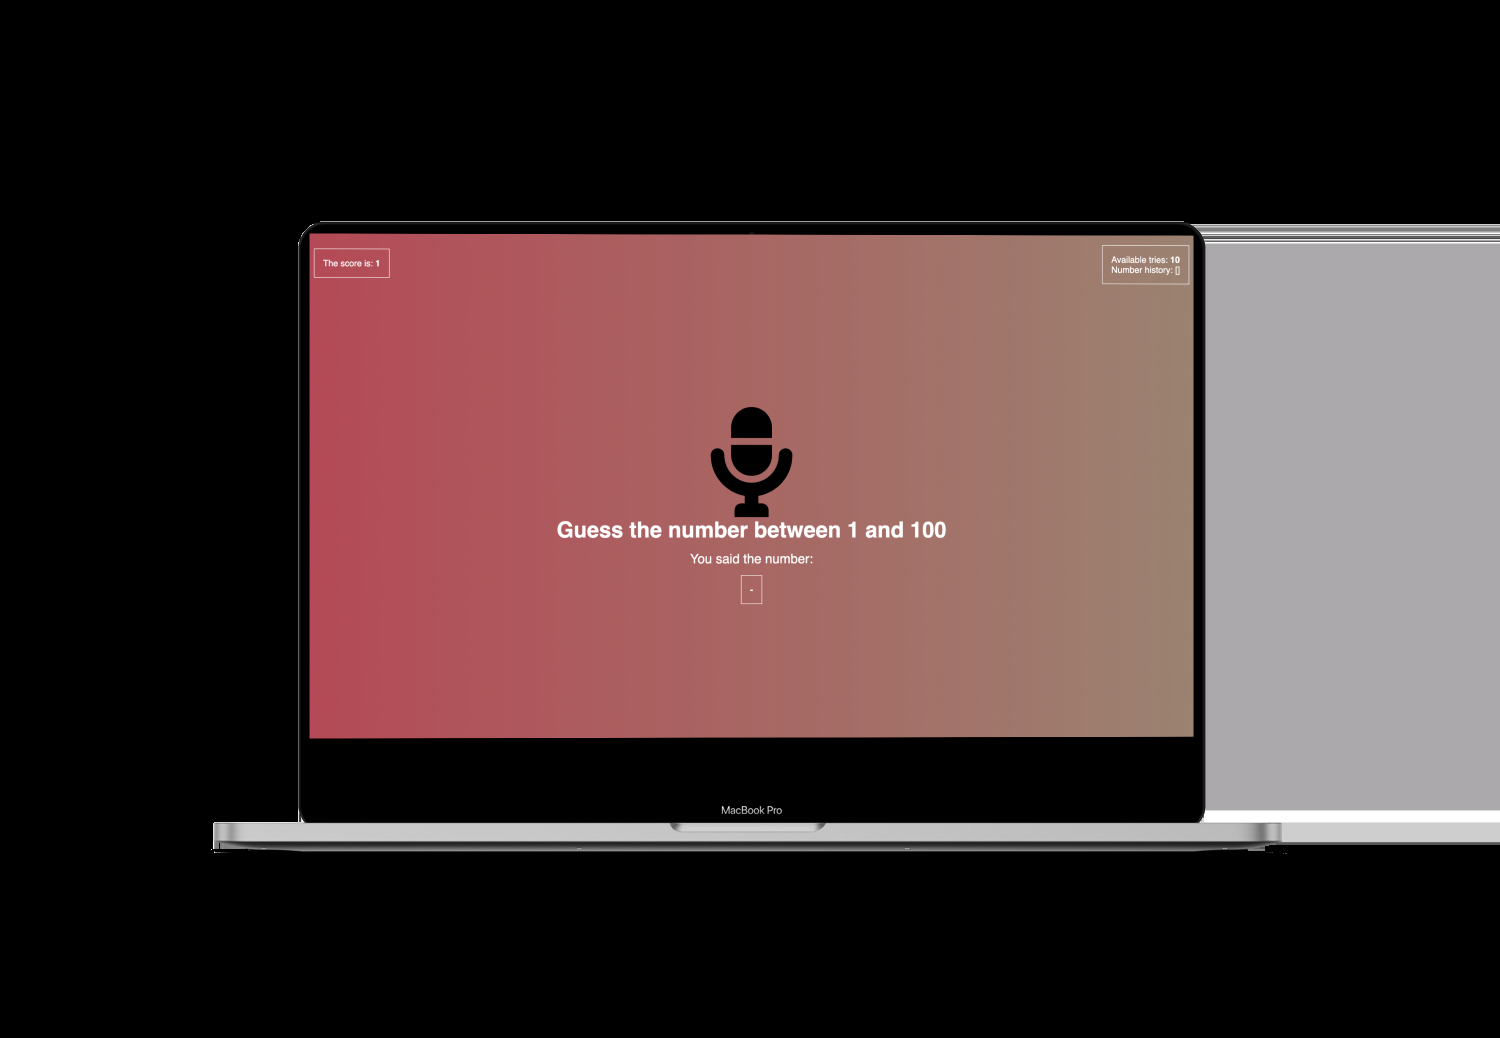 The score is: 1
Available tries: 10
Number history: []
Guess the number between 1 and 100
You said the number:
-
MacBook Pro